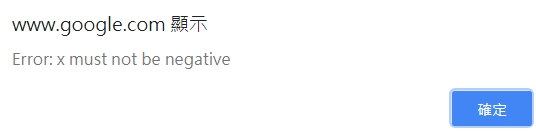 www.google.com 顯示
Error: x must not be negative
確定